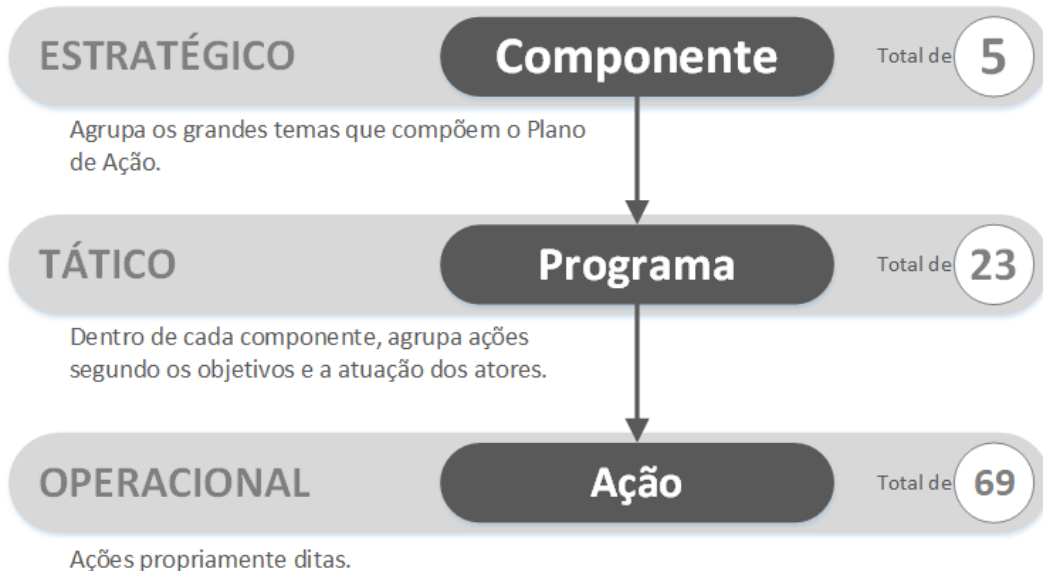 ESTRATÉGICO
Componente
Total de 5
Agrupa os grandes temas que compõem o Plano
de Ação.
TÁTICO
Programa
Total de 23
Dentro de cada componente, agrupa ações
segundo os objetivos e a atuação dos atores.
OPERACIONAL
Ação
Total de 69
Ações propriamente ditas.